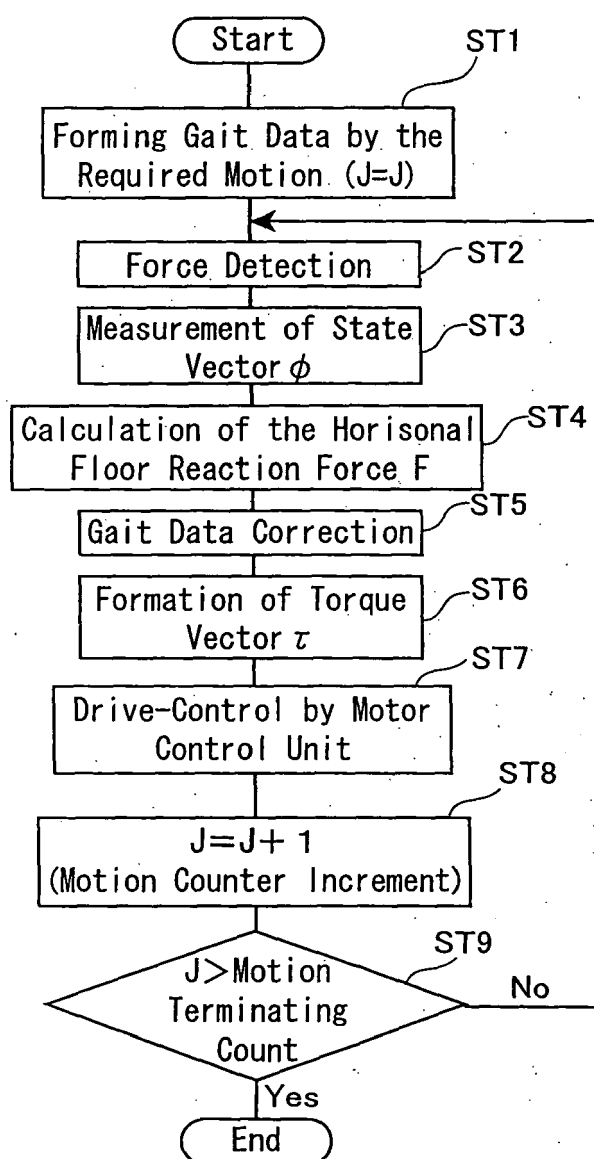 Start
ST1
Forming Gait Data by the
Required Motion (J=J)
ST2
Force Detection
ST3
Measurement of State
Vector φ
ST4
Calculation of the Horisonal
Floor Reaction Force F
ST5
Gait Data Correction
ST6
Formation of Torque
Vector τ
ST7
Drive-Control by Motor
Control Unit
ST8
J=J+1
(Motion Counter Increment)
ST9
J>Motion
Terminating
Count
No
Yes
End